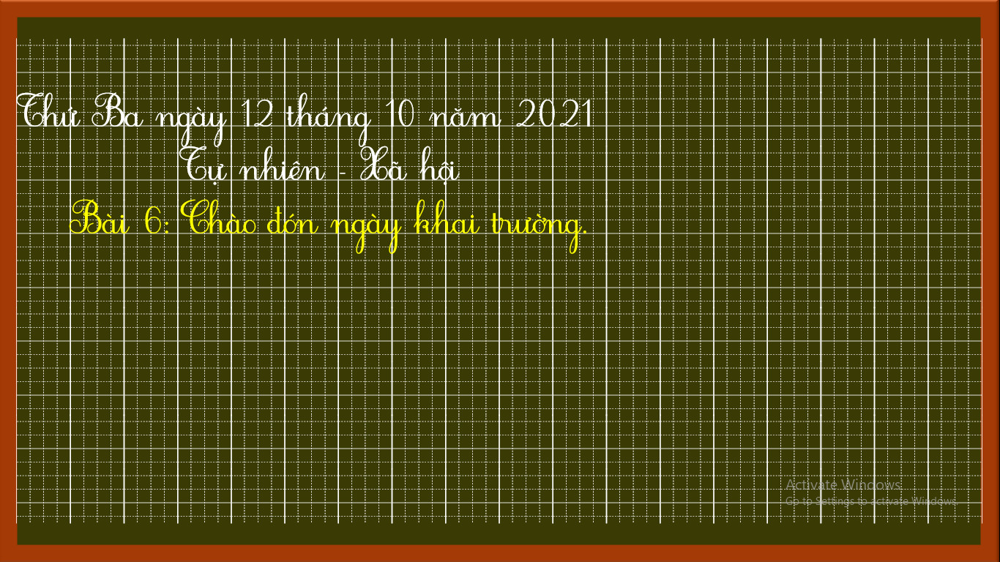 Thứ Ba ngày 12 tháng 10 năm 2021
Tự nhiên - Xã hội
Bài 6: Chào đón ngày khai trường.
Activate Windows
Go to Settings to activate Windows.